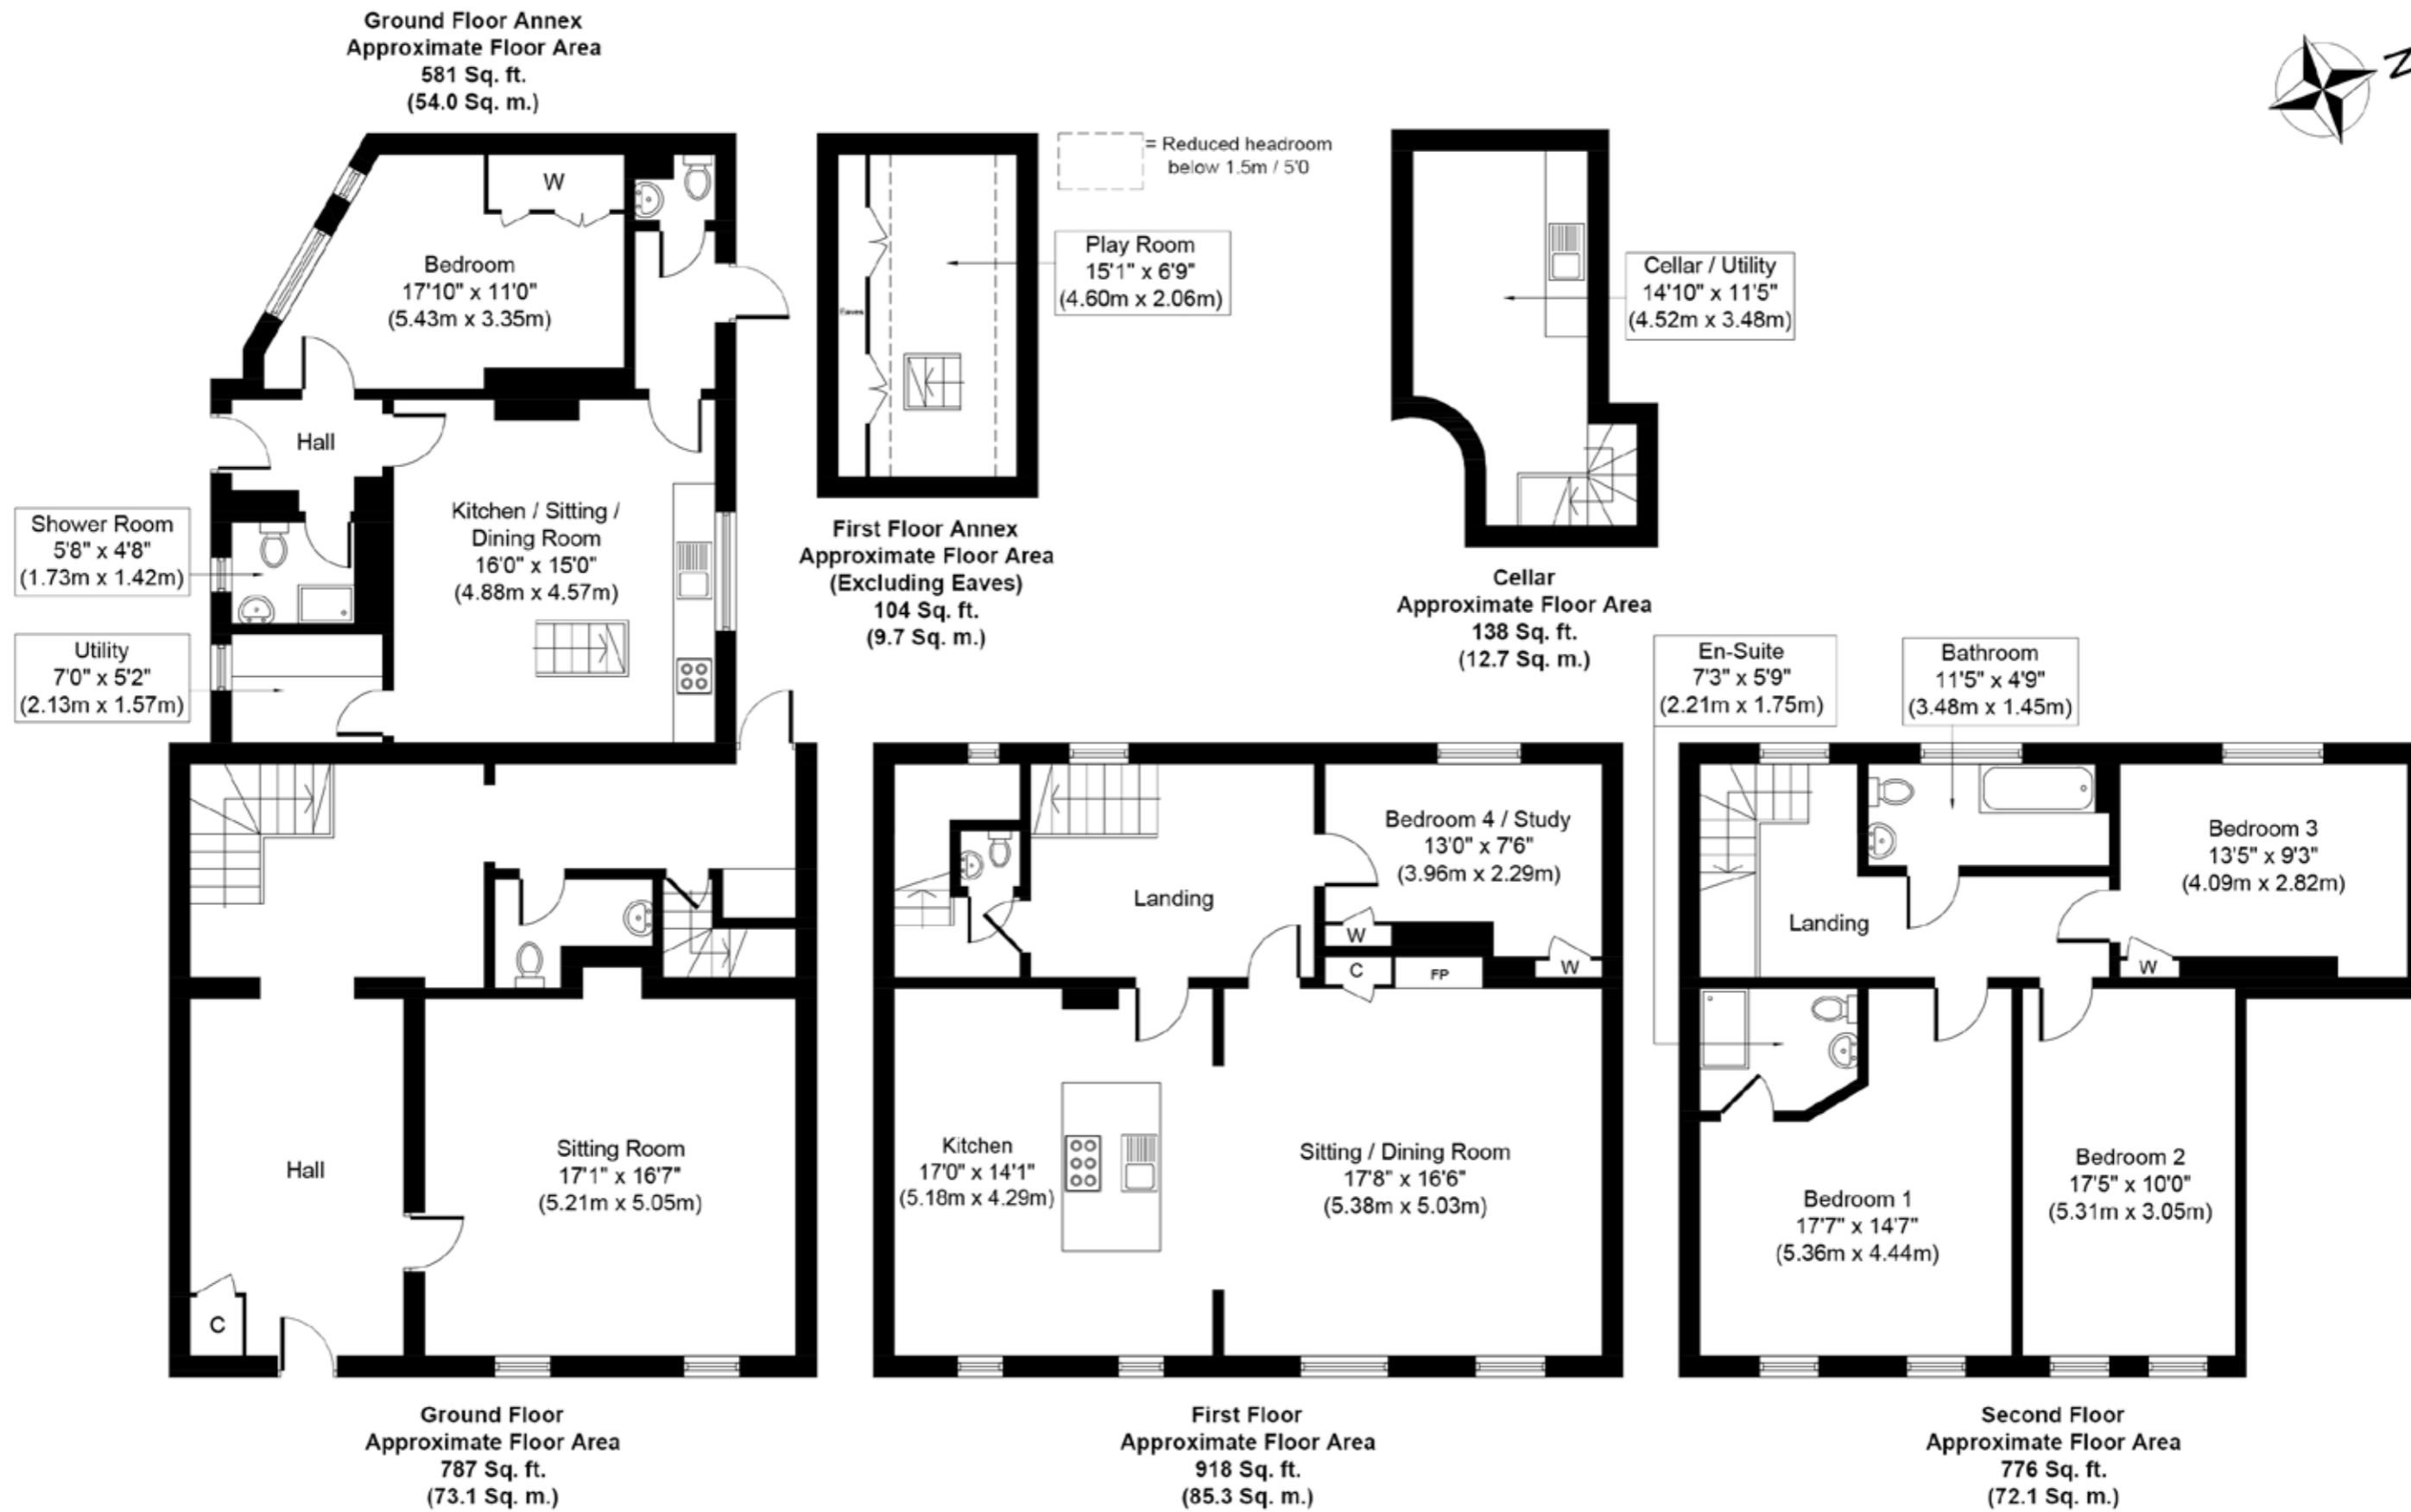 Ground Floor Annex
Approximate Floor Area
581 Sq. ft.
(54.0 Sq. m.)
N
= Reduced headroom
below 1.5m / 5'0
W
Bedroom
17'10" x 11'0"
(5.43m x 3.35m)
Hall
Kitchen / Sitting /
Dining Room
16'0" x 15'0"
(4.88m x 4.57m)
Shower Room
5'8" x 4'8"
(1.73m x 1.42m)
Utility
7'0" x 5'2"
(2.13m x 1.57m)
Eaves
Play Room
15'1" x 6'9"
(4.60m x 2.06m)
First Floor Annex
Approximate Floor Area
(Excluding Eaves)
104 Sq. ft.
(9.7 Sq. m.)
Cellar / Utility
14'10" x 11'5"
(4.52m x 3.48m)
Cellar
Approximate Floor Area
138 Sq. ft.
(12.7 Sq. m.)
Hall
Sitting Room
17'1" x 16'7"
(5.21m x 5.05m)
C
Ground Floor
Approximate Floor Area
787 Sq. ft.
(73.1 Sq. m.)
Landing
Bedroom 4 / Study
13'0" x 7'6"
(3.96m x 2.29m)
W
C
FP
W
Kitchen
17'0" x 14'1"
(5.18m x 4.29m)
Sitting / Dining Room
17'8" x 16'6"
(5.38m x 5.03m)
First Floor
Approximate Floor Area
918 Sq. ft.
(85.3 Sq. m.)
En-Suite
7'3" x 5'9"
(2.21m x 1.75m)
Bathroom
11'5" x 4'9"
(3.48m x 1.45m)
Bedroom 3
13'5" x 9'3"
(4.09m x 2.82m)
Landing
W
Bedroom 1
17'7" x 14'7"
(5.36m x 4.44m)
Bedroom 2
17'5" x 10'0"
(5.31m x 3.05m)
Second Floor
Approximate Floor Area
776 Sq. ft.
(72.1 Sq. m.)